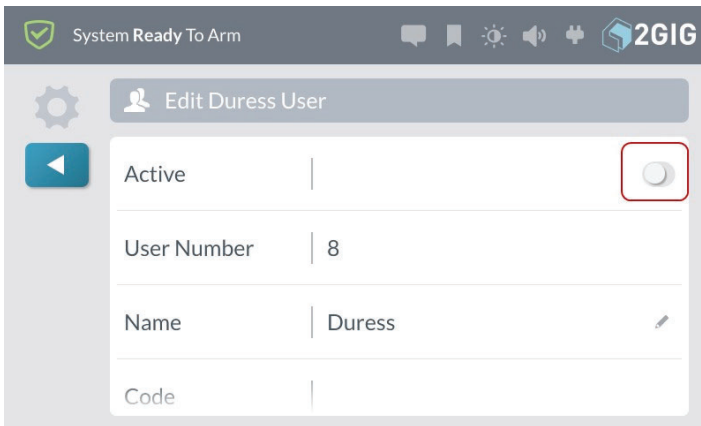 System Ready To Arm
2GIG
Edit Duress User
Active
User Number 8
Name Duress
Code